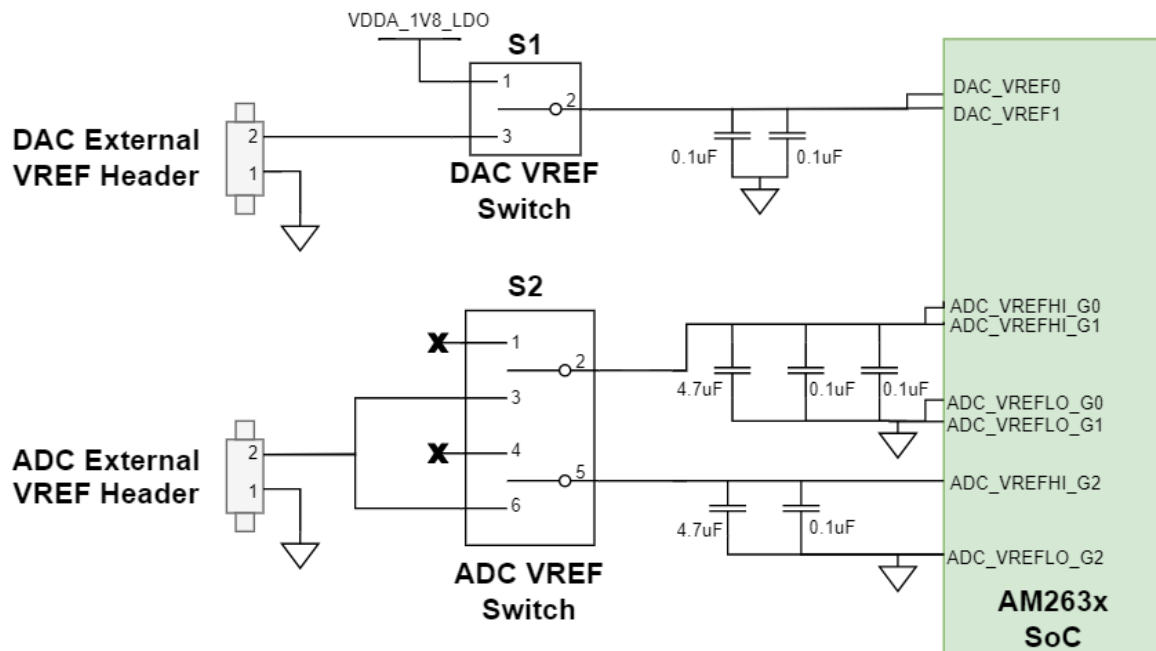 VDDA_1V8_LDO
S1
1
2
3
DAC VREF
Switch
DAC External
VREF Header
2
1
0.1uF
0.1uF
DAC_VREF0
DAC_VREF1
S2
1
2
3
4
5
6
ADC VREF
Switch
ADC External
VREF Header
2
1
4.7uF
0.1uF
0.1uF
4.7uF
0.1uF
ADC_VREFHI_G0
ADC_VREFHI_G1
ADC_VREFLO_G0
ADC_VREFLO_G1
ADC_VREFHI_G2
ADC_VREFLO_G2
AM263x
SoC